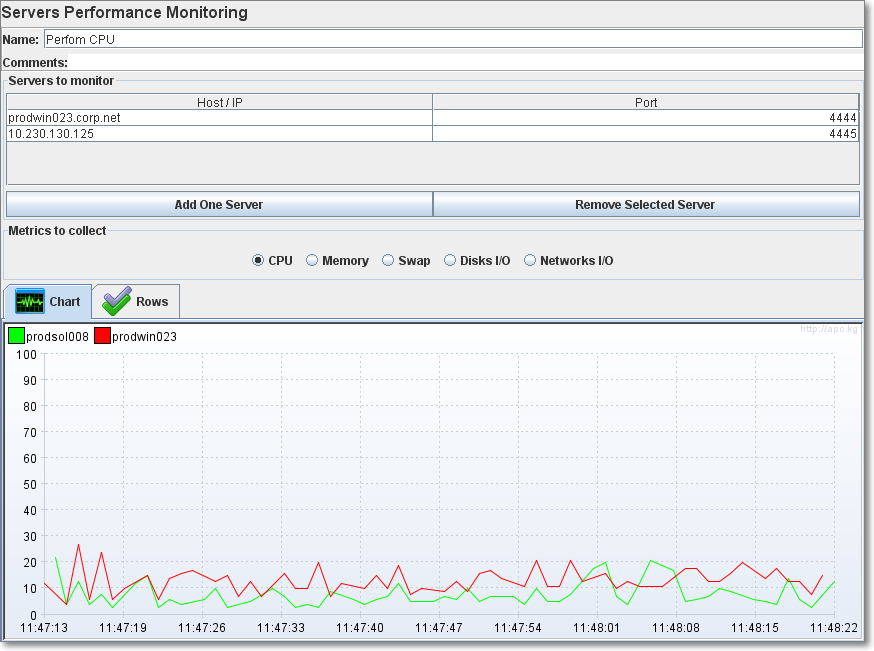 Servers Performance Monitoring
Name: Perfom CPU
Comments:
Servers to monitor
Host / IP Port
prodwin023.corp.net 4444
10.230.130.125 4445
Add One Server Remove Selected Server
Metrics to collect
CPU Memory Swap Disks I/O Networks I/O
Chart Rows
http://apc.kg
prodsol008 prodwin023
100
90
80
70
60
50
40
30
20
10
0
11:47:13 11:47:19 11:47:26 11:47:33 11:47:40 11:47:47 11:47:54 11:48:01 11:48:08 11:48:15 11:48:22